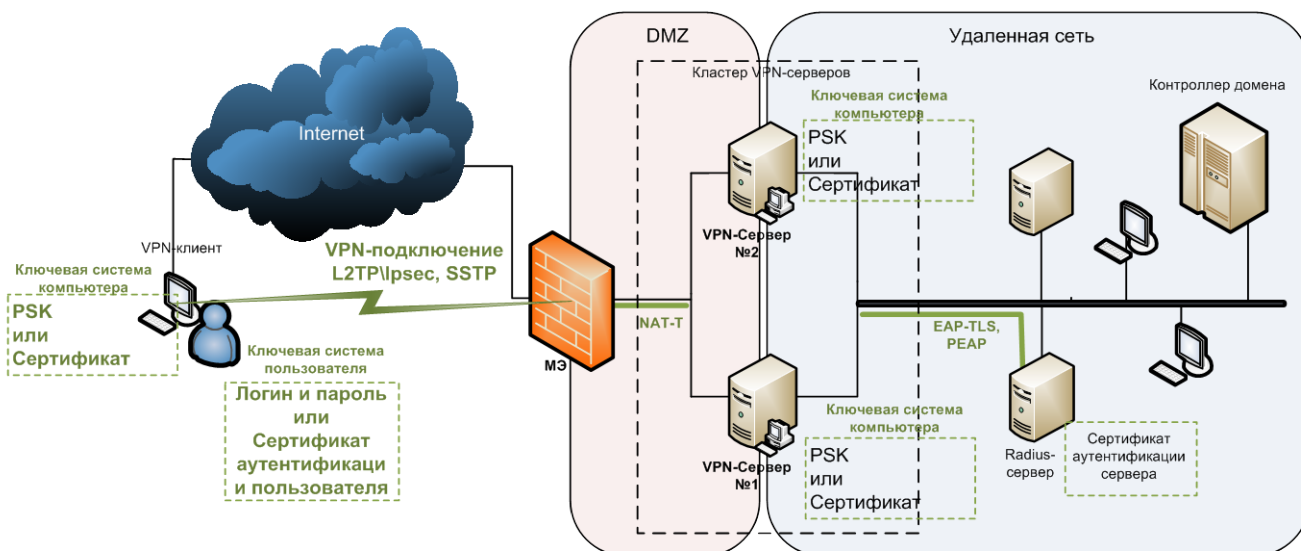 DMZ
Удаленная сеть
Кластер VPN-серверов
Ключевая система
компьютера
PSK
или
Сертификат
Контроллер домена
Internet
VPN-Сервер
№2
VPN-клиент
VPN-подключение
L2TP\Ipsec, SSTP
Ключевая система
компьютера
PSK
или
Сертификат
Ключевая система
пользователя
Логин и пароль
или
Сертификат
аутентификаци
и пользователя
МЭ
NAT-T
EAP-TLS,
PEAP
VPN-Сервер
№1
Ключевая система
компьютера
PSK
или
Сертификат
Radius-
сервер
Сертификат
аутентификации
сервера